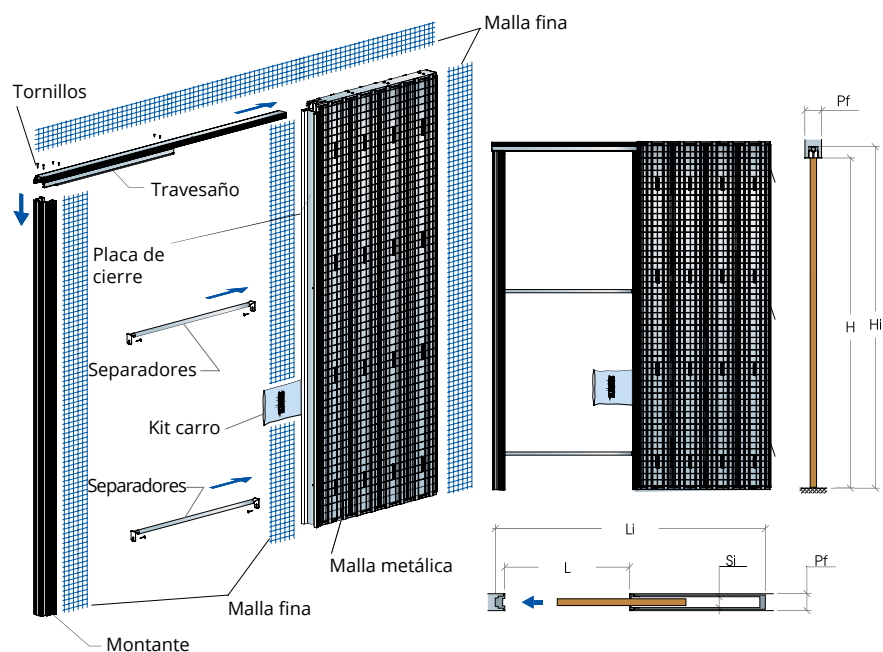 Malla fina
Tornillos
Travesaño
Placa de
cierre
Separadores
Kit carro
Separadores
Malla metálica
Malla fina
Montante
Pf
H
Hi
Li
L
Si
Pf